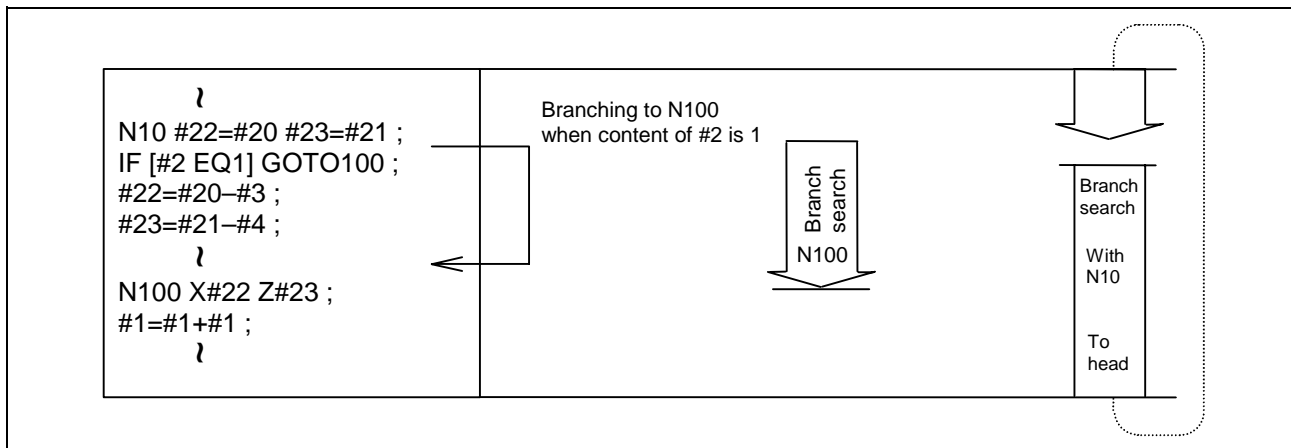 ~
N10 #22=#20 #23=#21 ;
IF [#2 EQ1] GOTO100 ;
#22=#20–#3 ;
#23=#21–#4 ;
~
N100 X#22 Z#23 ;
#1=#1+#1 ;
~
Branching to N100
when content of #2 is 1
Branch
search
N100
Branch
search
With
N10
To
head